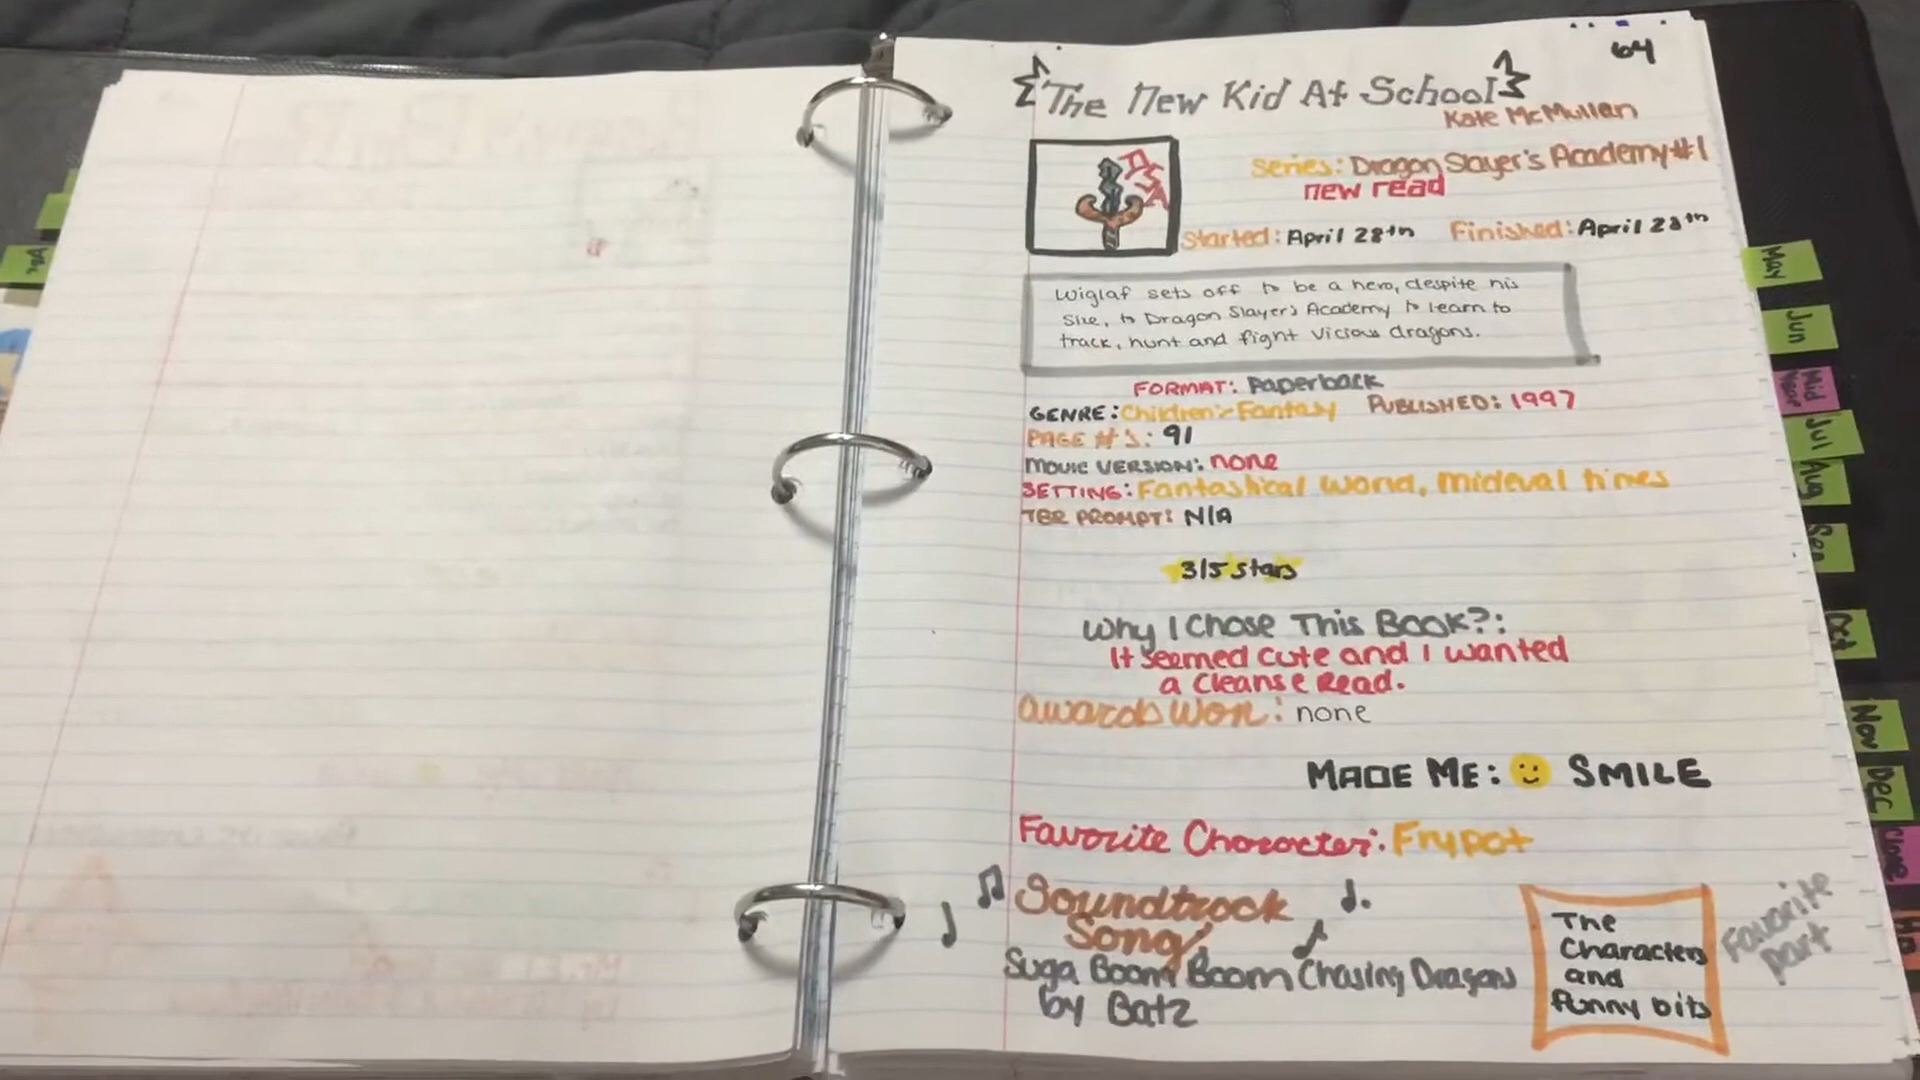 64
The New Kid At School
Kate McMullan
Series: Dragon Slayer's Academy #1
new read
DSA
Started: April 28th Finished: April 28th
Wiglaf sets off to be a hero, despite his
size, to Dragon Slayer's Academy to learn to
track, hunt and fight vicious dragons.
FORMAT: Paperback
GENRE: Children's Fantasy PUBLISHED: 1997
PAGE #'s: 91
MOVIE VERSION: none
SETTING: Fantastical world, mideval times
TBR PROMPT: N/A
3/5 stars
Why I Chose This Book?:
It seemed cute and I wanted
a cleanse read.
Awards Won: none
MADE ME: SMILE
Favorite Character: Frypot
Soundtrack
Song
Suga Boom Boom Chasing Dragons
by Batz
The
Characters
and
funny bits
Favorite
part
May
Jun
Mid
Year
Jul
Aug
Sep
Oct
Nov
Dec